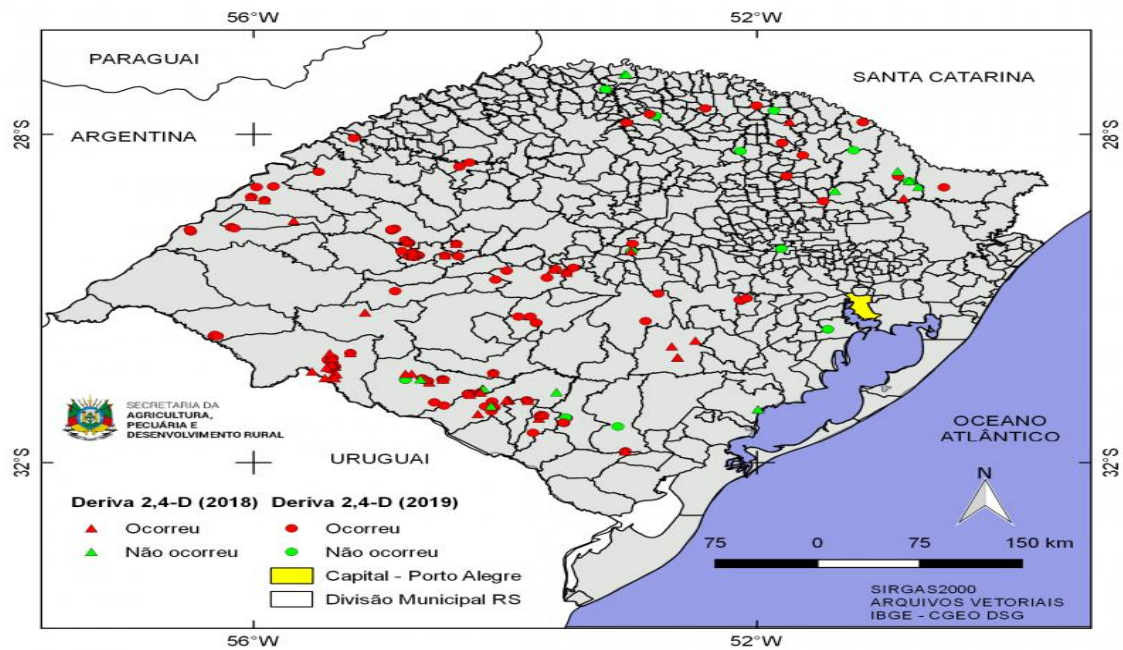 56°W 52°W
PARAGUAI
SANTA CATARINA
ARGENTINA
28°S 28°S
SECRETARIA DA
AGRICULTURA,
PECUÁRIA E
DESENVOLVIMENTO RURAL
OCEANO
ATLÂNTICO
URUGUAI
32°S 32°S
N
Deriva 2,4-D (2018) Deriva 2,4-D (2019)
Ocorreu Ocorreu
Não ocorreu Não ocorreu
Capital - Porto Alegre
Divisão Municipal RS
75 0 75 150 km
SIRGAS2000
ARQUIVOS VETORIAIS
IBGE - CGEO DSG
56°W 52°W